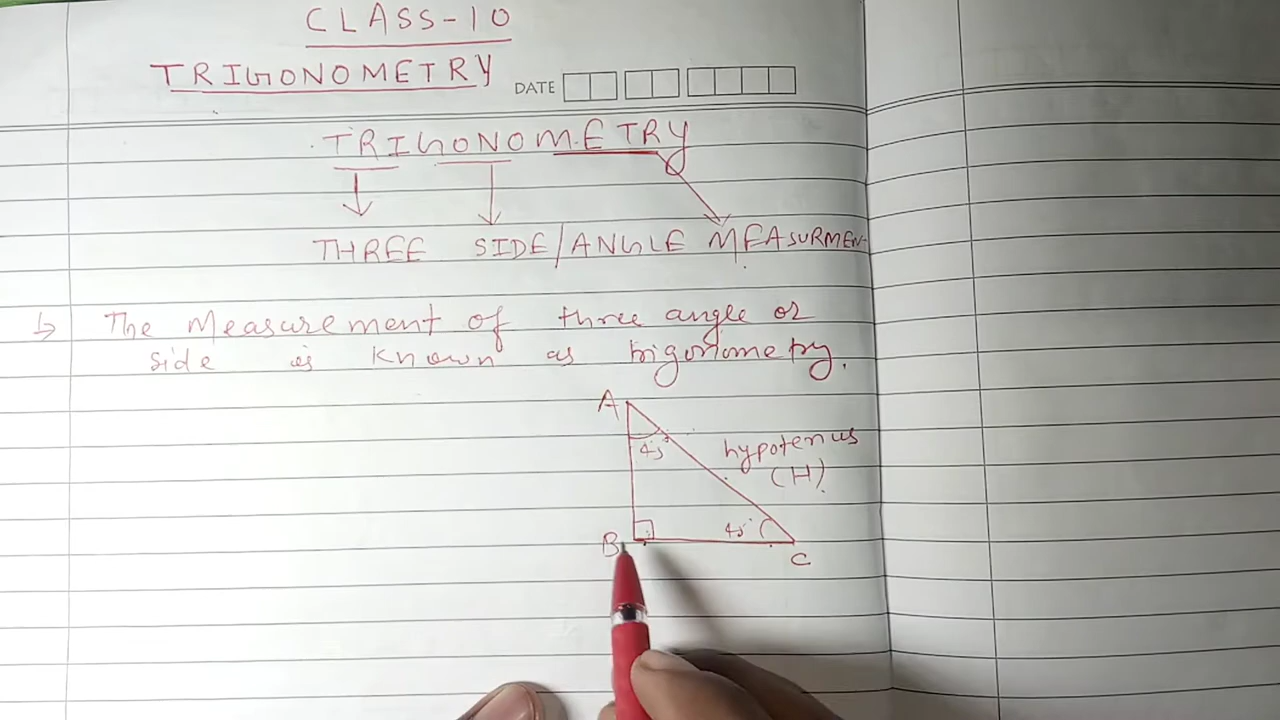 CLASS-10
TRIGONOMETRY
DATE
TRIGONOMETRY
THREE SIDE/ANGLE MEASURMEN
↳ The Measurement of three angle or
side is known as trigonometry.
A
45°
hypotenus
(H)
B
45°
C